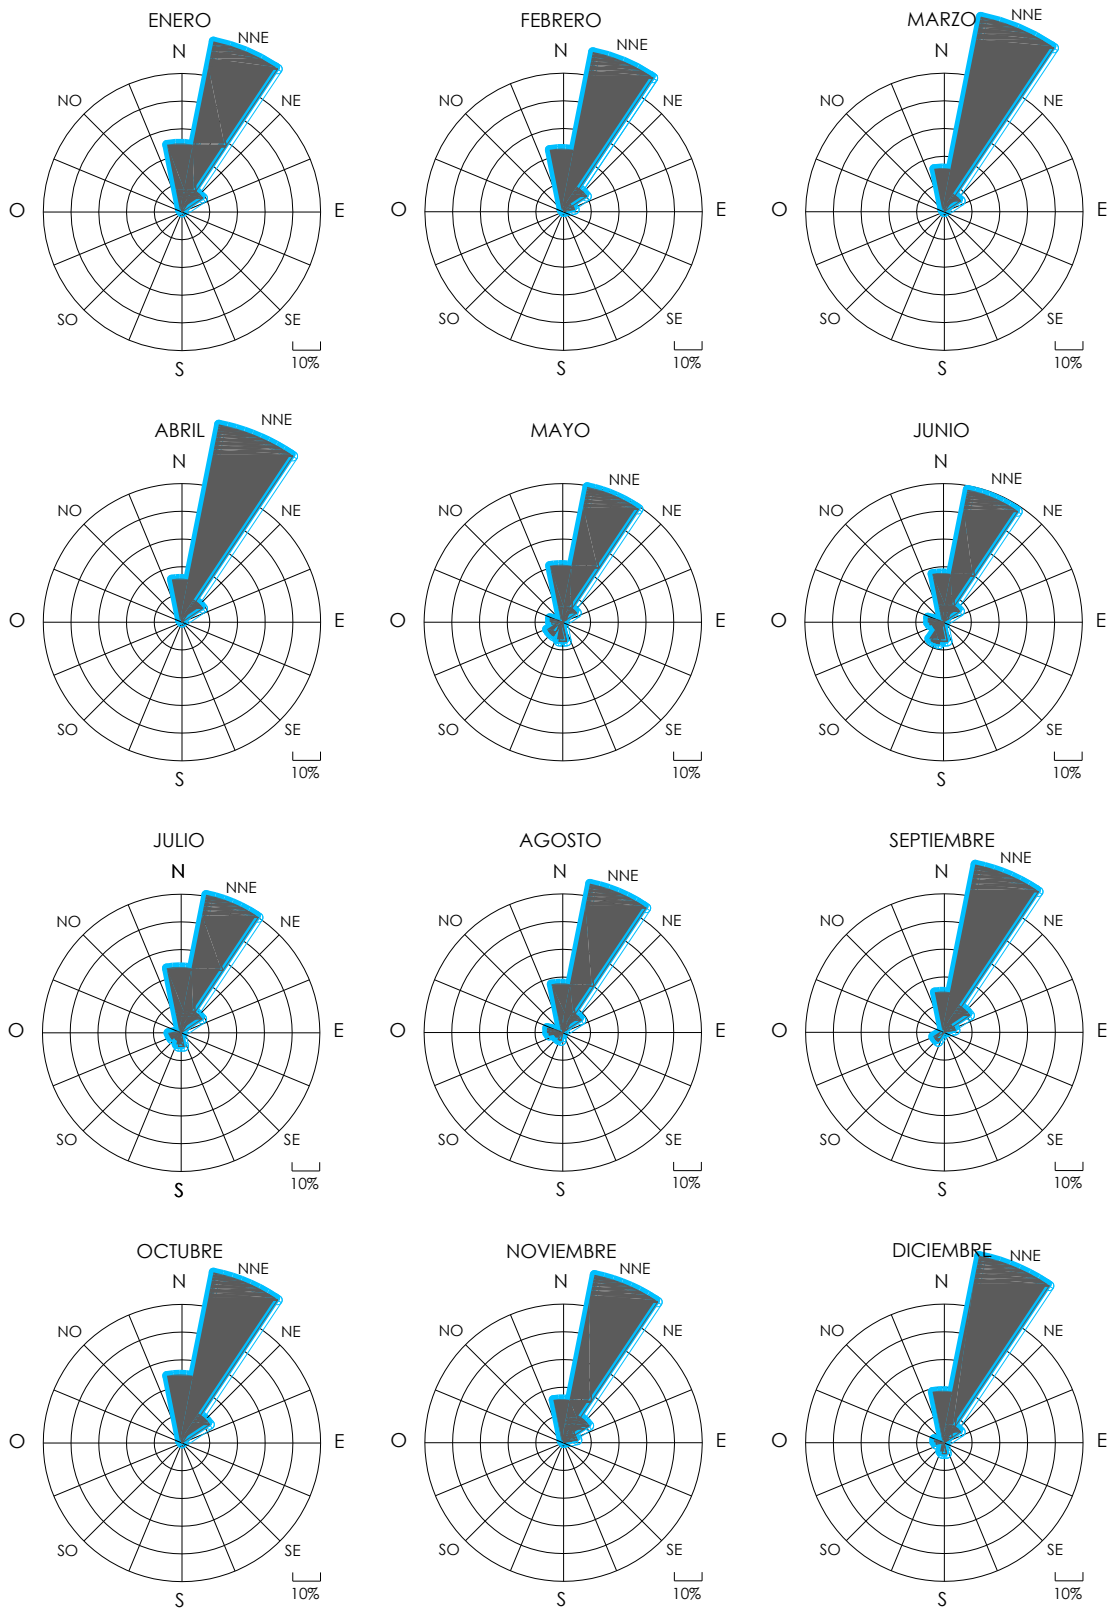 ENERO
NNE
N
NO
NE
O
E
SO
SE
S
10%
FEBRERO
NNE
N
NO
NE
O
E
SO
SE
S
10%
MARZO
NNE
N
NO
NE
O
E
SO
SE
S
10%
ABRIL
NNE
N
NO
NE
O
E
SO
SE
S
10%
MAYO
NNE
N
NO
NE
O
E
SO
SE
S
10%
JUNIO
NNE
N
NO
NE
O
E
SO
SE
S
10%
JULIO
NNE
N
NO
NE
O
E
SO
SE
S
10%
AGOSTO
NNE
N
NO
NE
O
E
SO
SE
S
10%
SEPTIEMBRE
NNE
N
NO
NE
O
E
SO
SE
S
10%
OCTUBRE
NNE
N
NO
NE
O
E
SO
SE
S
10%
NOVIEMBRE
NNE
N
NO
NE
O
E
SO
SE
S
10%
DICIEMBRE
NNE
N
NO
NE
O
E
SO
SE
S
10%